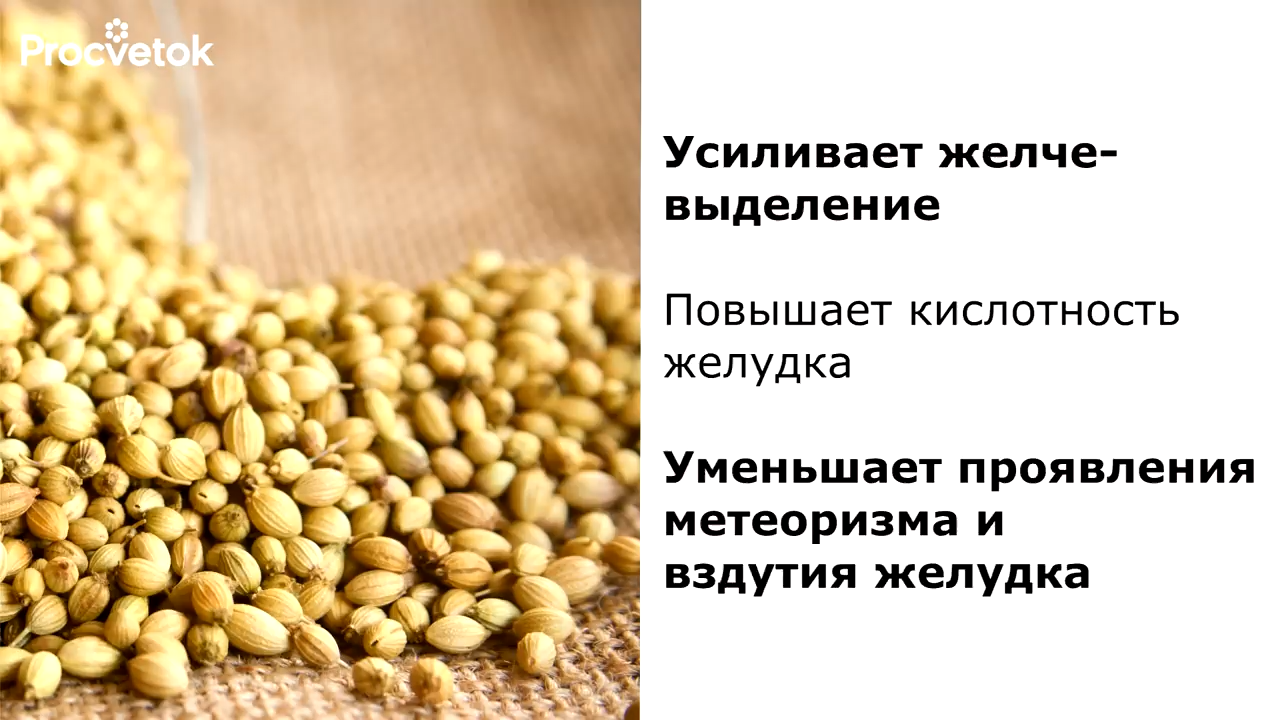 Procvetok
Усиливает желче-
выделение
Повышает кислотность
желудка
Уменьшает проявления
метеоризма и
вздутия желудка